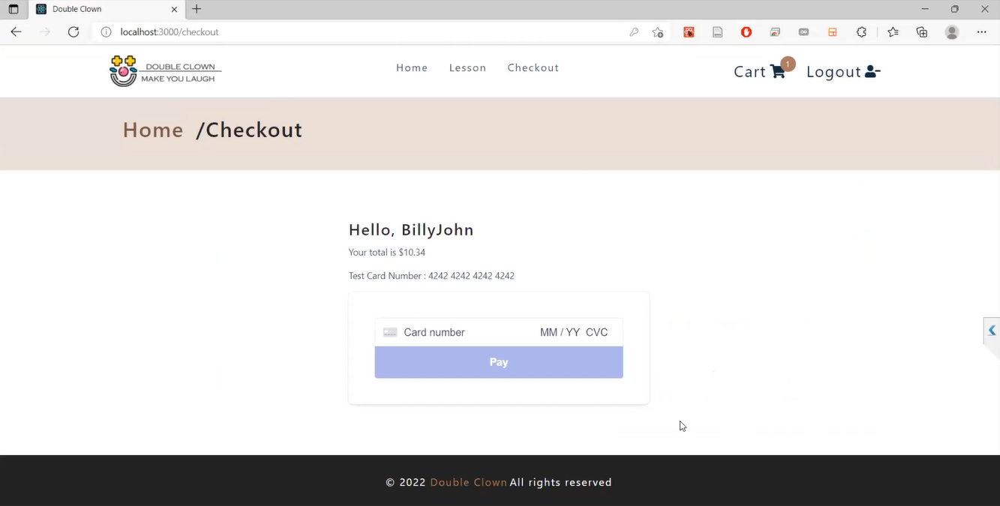 Double Clown
localhost:3000/checkout
DOUBLE CLOWN
MAKE YOU LAUGH
Home Lesson Checkout
Cart 1 Logout
Home /Checkout
Hello, BillyJohn
Your total is $10.34
Test Card Number : 4242 4242 4242 4242
Card number MM / YY CVC
Pay
© 2022 Double Clown All rights reserved